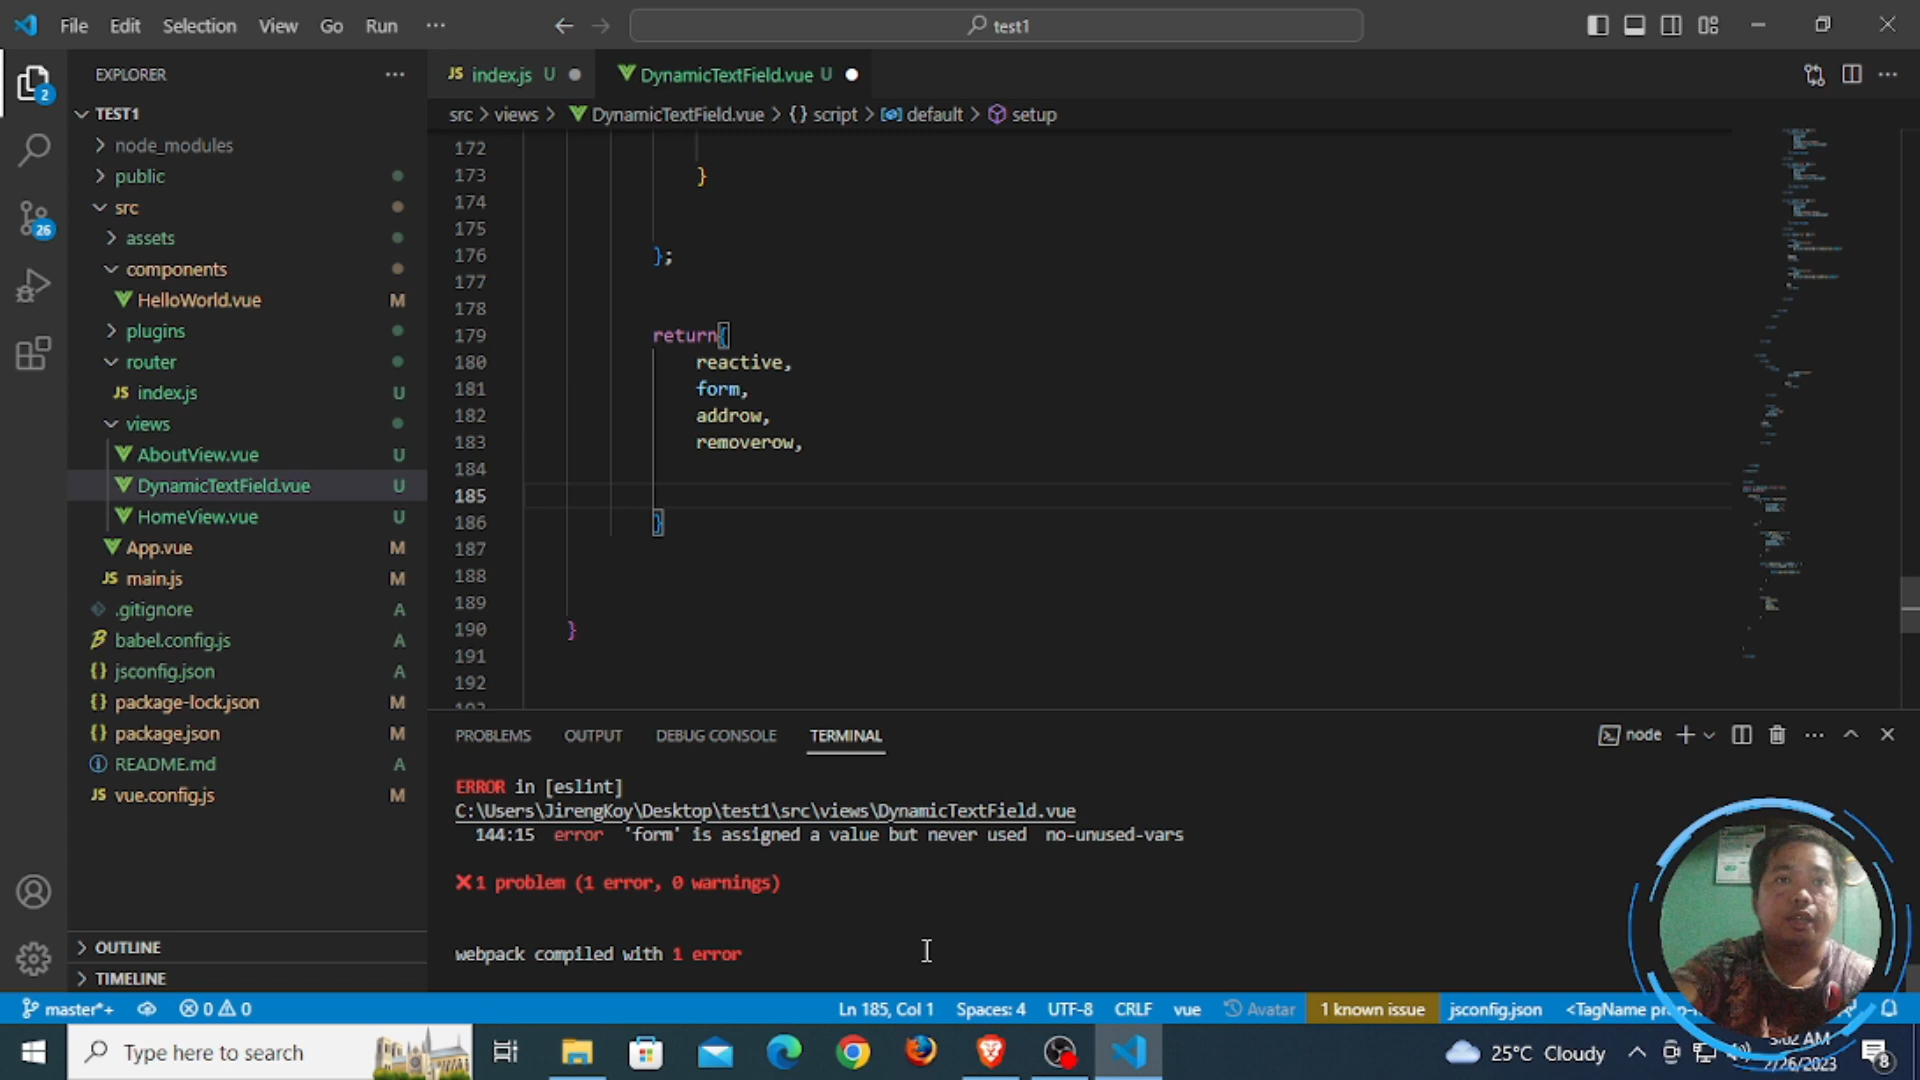 File Edit Selection View Go Run ···
test1
EXPLORER ···
JS index.js U
DynamicTextField.vue U
src > views > DynamicTextField.vue > {} script > default > setup
TEST1
node_modules
public
src
assets
components
HelloWorld.vue M
plugins
router
JS index.js U
views
AboutView.vue U
DynamicTextField.vue U
HomeView.vue U
App.vue M
JS main.js M
.gitignore A
babel.config.js A
{} jsconfig.json A
{} package-lock.json M
{} package.json M
README.md A
JS vue.config.js M
OUTLINE
TIMELINE
2
26
172
173 }
174
175
176 };
177
178
179 return{
180 reactive,
181 form,
182 addrow,
183 removerow,
184
185
186 }
187
188
189
190 }
191
192
PROBLEMS OUTPUT DEBUG CONSOLE TERMINAL
node
ERROR in [eslint]
C:\Users\JirengKoy\Desktop\test1\src\views\DynamicTextField.vue
144:15 error 'form' is assigned a value but never used no-unused-vars
1 problem (1 error, 0 warnings)
webpack compiled with 1 error
master*+ 0 0 Ln 185, Col 1 Spaces: 4 UTF-8 CRLF vue Avatar 1 known issue jsconfig.json <TagName
Type here to search
25°C Cloudy
8